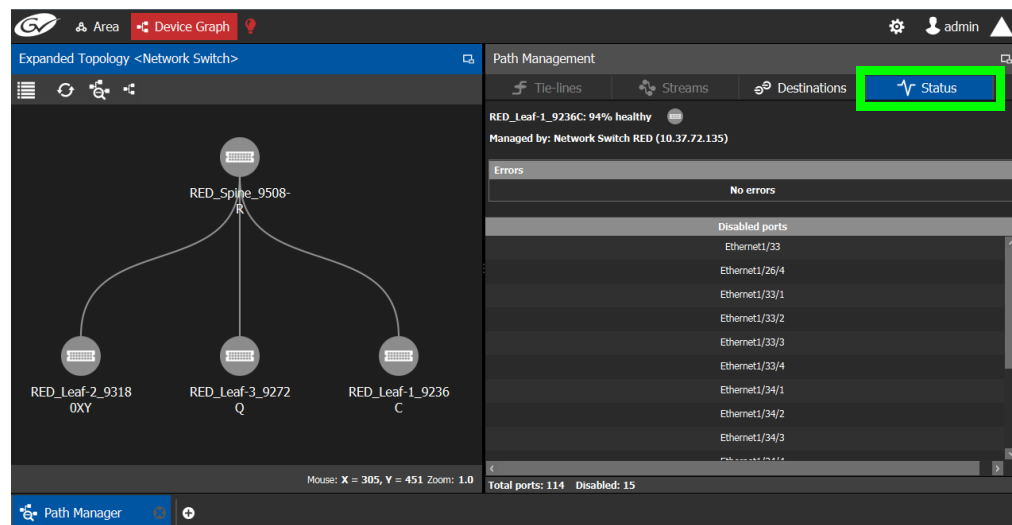 GV Area Device Graph admin
Expanded Topology <Network Switch>
RED_Spine_9508-
R
RED_Leaf-2_9318
0XY
RED_Leaf-3_9272
Q
RED_Leaf-1_9236
C
Mouse: X = 305, Y = 451 Zoom: 1.0
Path Management
Tie-lines Streams Destinations Status
RED_Leaf-1_9236C: 94% healthy
Managed by: Network Switch RED (10.37.72.135)
Errors
No errors
Disabled ports
Ethernet1/33
Ethernet1/26/4
Ethernet1/33/1
Ethernet1/33/2
Ethernet1/33/3
Ethernet1/33/4
Ethernet1/34/1
Ethernet1/34/2
Ethernet1/34/3
Ethernet1/34/4
Total ports: 114 Disabled: 15
Path Manager